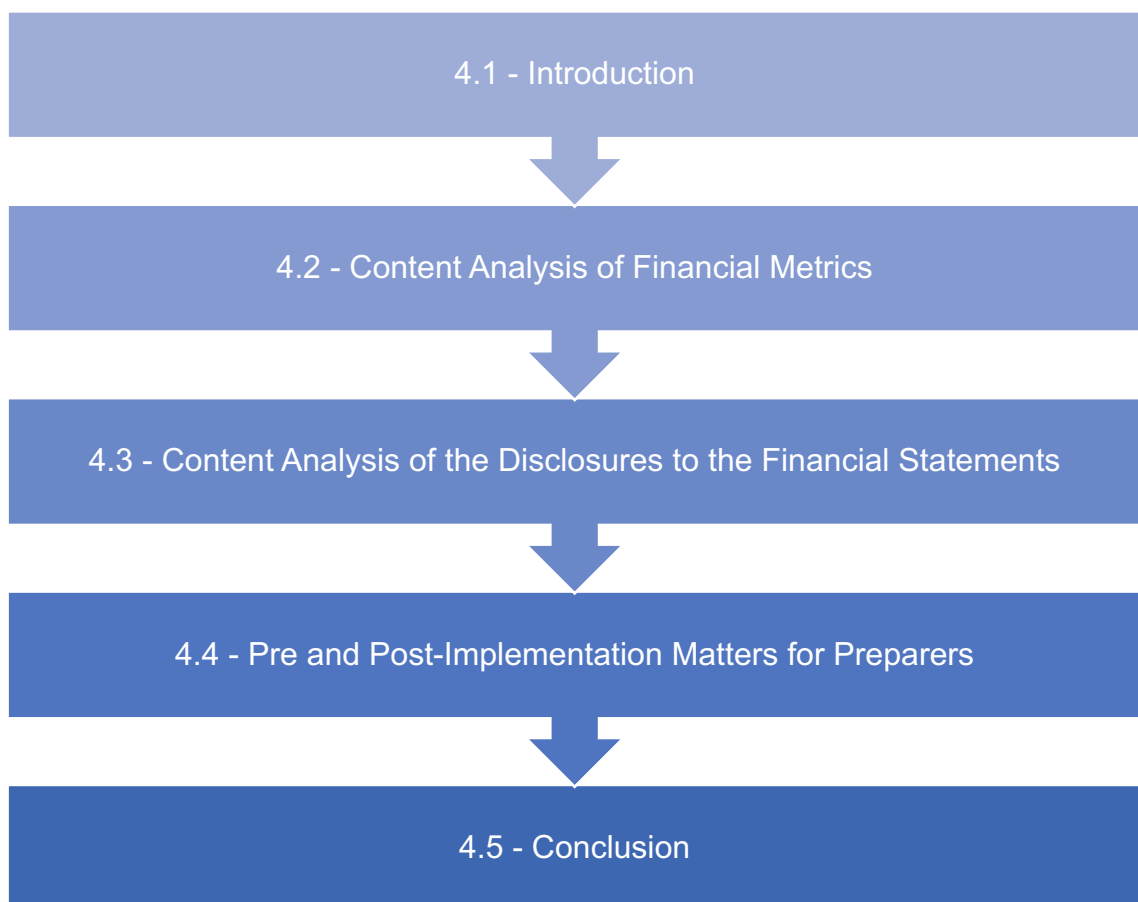 4.1 - Introduction
4.2 - Content Analysis of Financial Metrics
4.3 - Content Analysis of the Disclosures to the Financial Statements
4.4 - Pre and Post-Implementation Matters for Preparers
4.5 - Conclusion